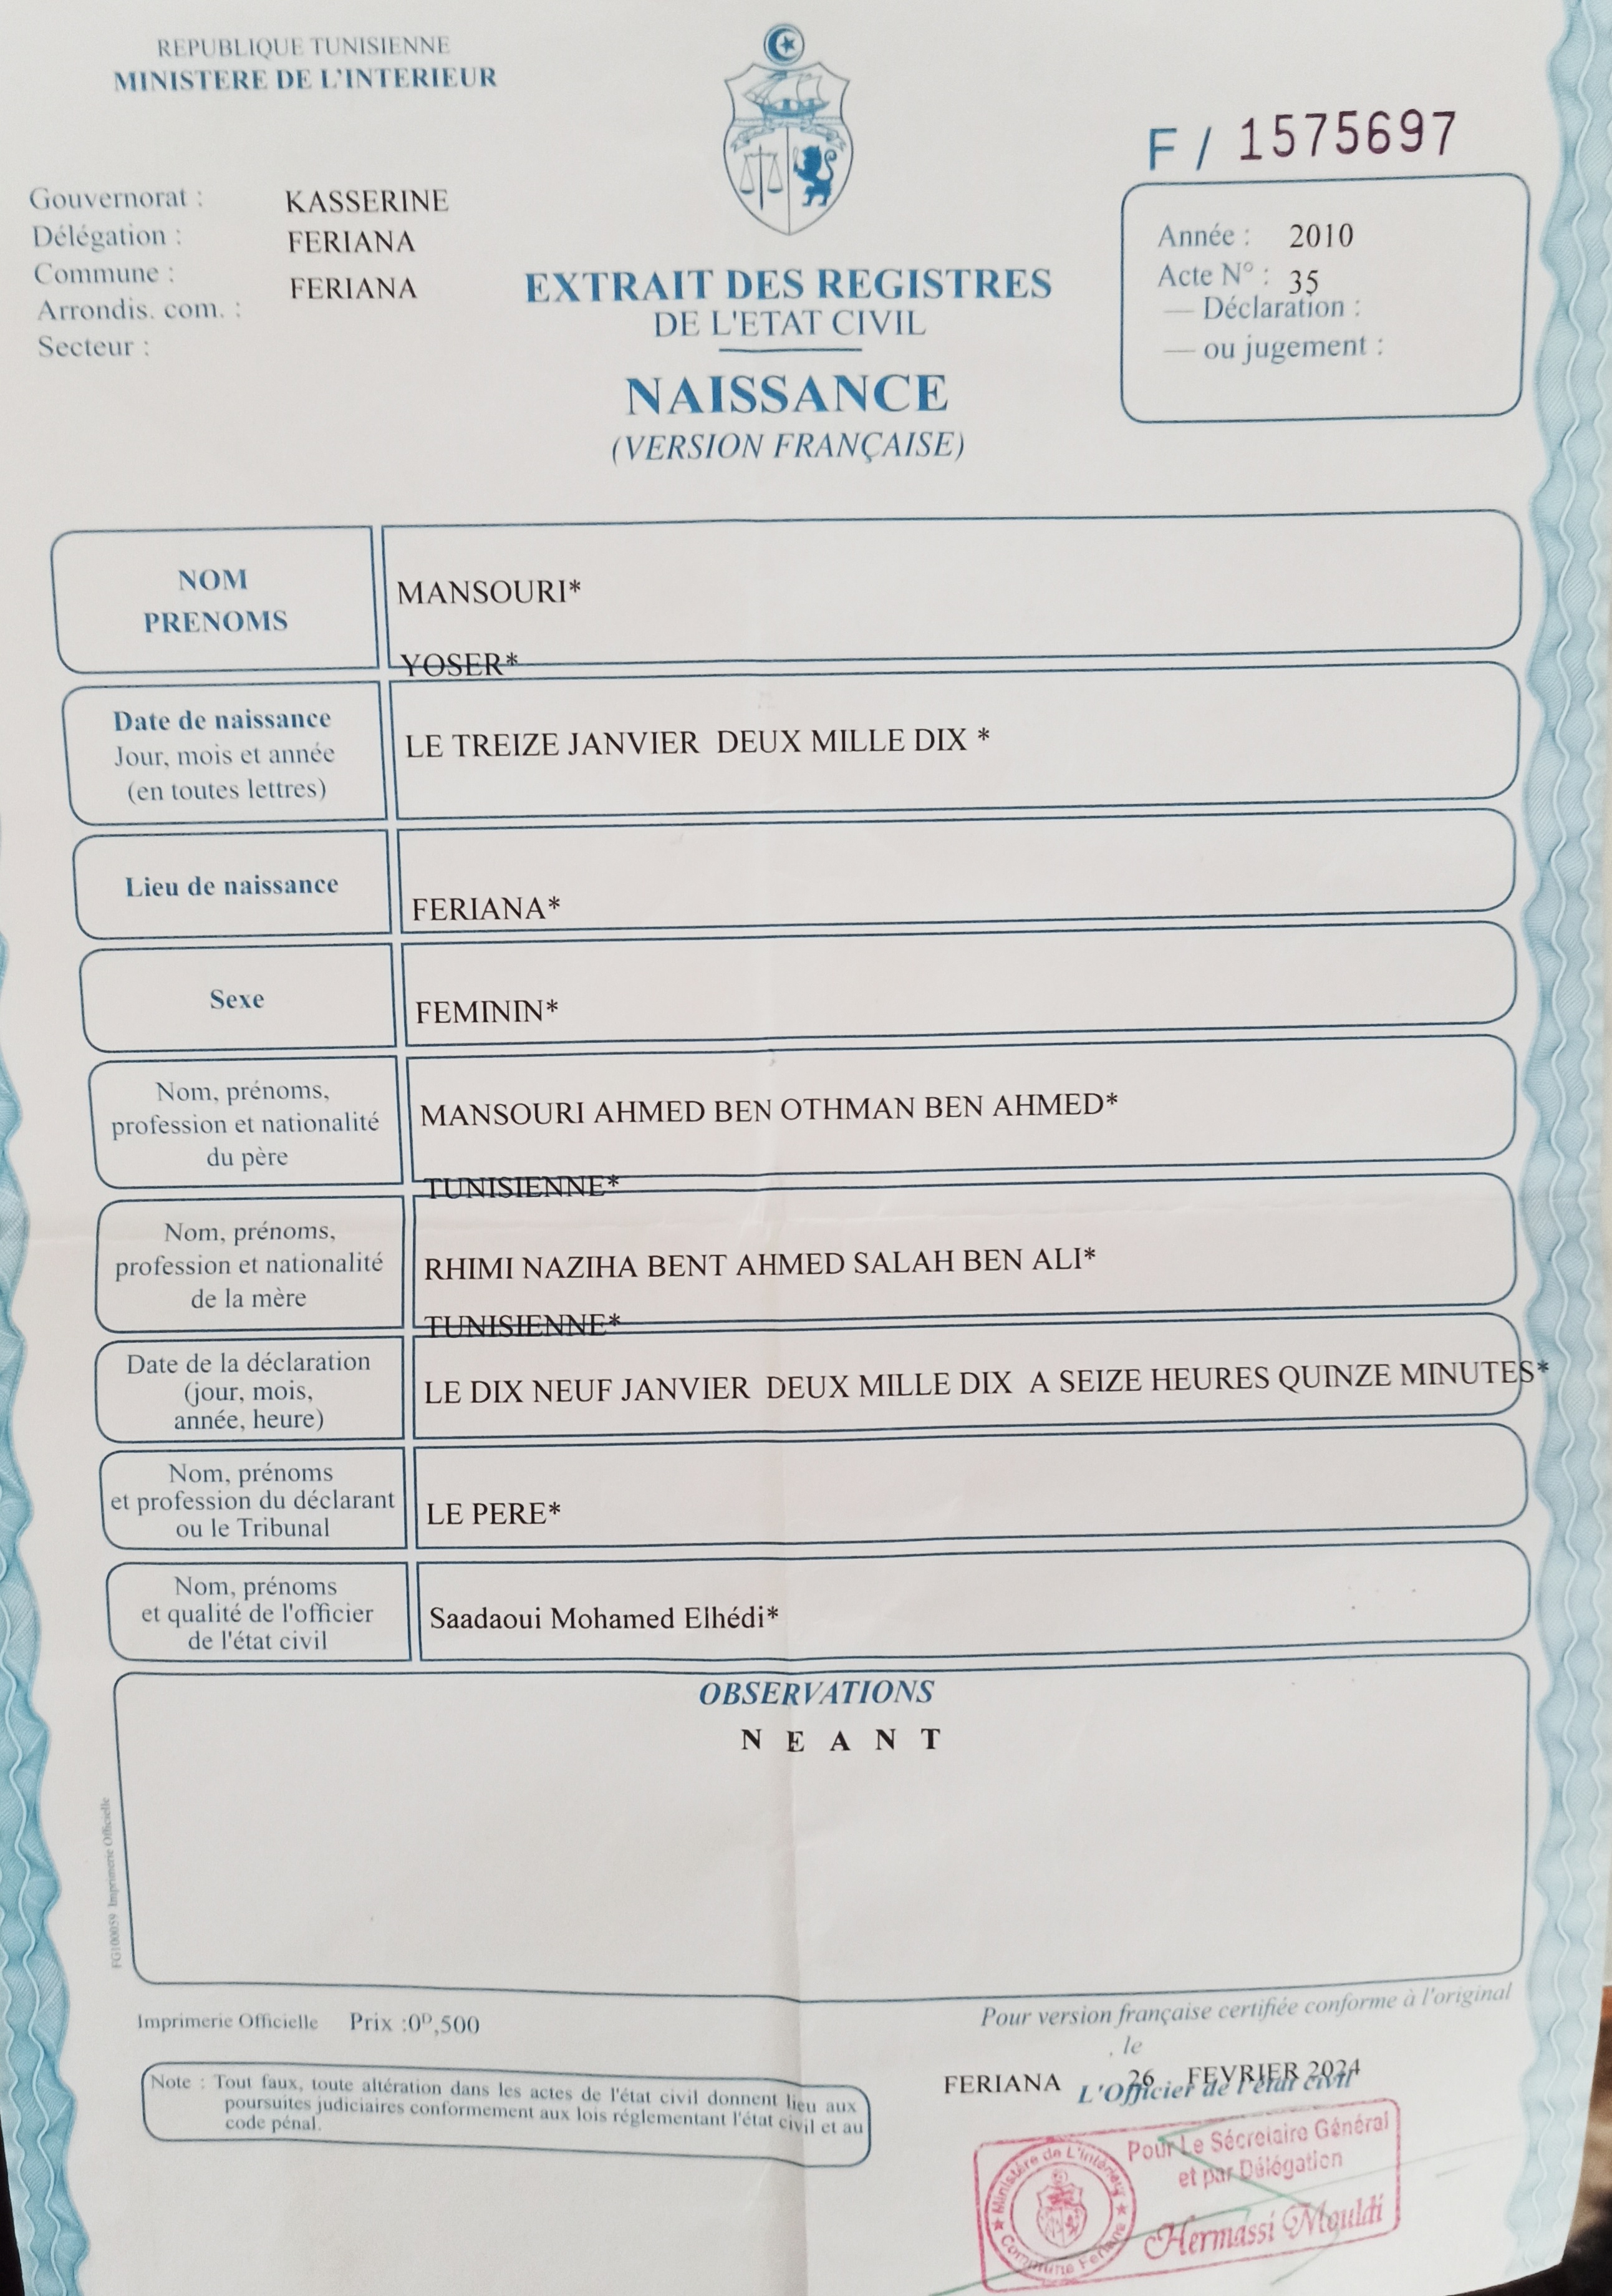 REPUBLIQUE TUNISIENNE
MINISTERE DE L'INTERIEUR
F / 1575697
Gouvernorat : KASSERINE
Délégation : FERIANA
Commune : FERIANA
Arrondis. com. :
Secteur :
EXTRAIT DES REGISTRES
DE L'ETAT CIVIL
NAISSANCE
(VERSION FRANÇAISE)
Année : 2010
Acte N° : 35
— Déclaration :
— ou jugement :
NOM
PRENOMS
MANSOURI*
YOSER*
Date de naissance
Jour, mois et année
(en toutes lettres)
LE TREIZE JANVIER DEUX MILLE DIX *
Lieu de naissance
FERIANA*
Sexe
FEMININ*
Nom, prénoms,
profession et nationalité
du père
MANSOURI AHMED BEN OTHMAN BEN AHMED*
TUNISIENNE*
Nom, prénoms,
profession et nationalité
de la mère
RHIMI NAZIHA BENT AHMED SALAH BEN ALI*
TUNISIENNE*
Date de la déclaration
(jour, mois,
année, heure)
LE DIX NEUF JANVIER DEUX MILLE DIX A SEIZE HEURES QUINZE MINUTES*
Nom, prénoms
et profession du déclarant
ou le Tribunal
LE PERE*
Nom, prénoms
et qualité de l'officier
de l'état civil
Saadaoui Mohamed Elhédi*
OBSERVATIONS
N E A N T
FG100059 Imprimerie Officielle
Imprimerie Officielle Prix :0ᴰ,500
Pour version française certifiée conforme à l'original
, le
FERIANA 26 FEVRIER 2024
L'Officier de l'état civil
Note : Tout faux, toute altération dans les actes de l'état civil donnent lieu aux
poursuites judiciaires conformement aux lois réglementant l'état civil et au
code pénal.
Pour Le Sécretaire Général
et par Délégation
Hermassi Mouldi
Ministère de L'intérieur
Commune Feriana